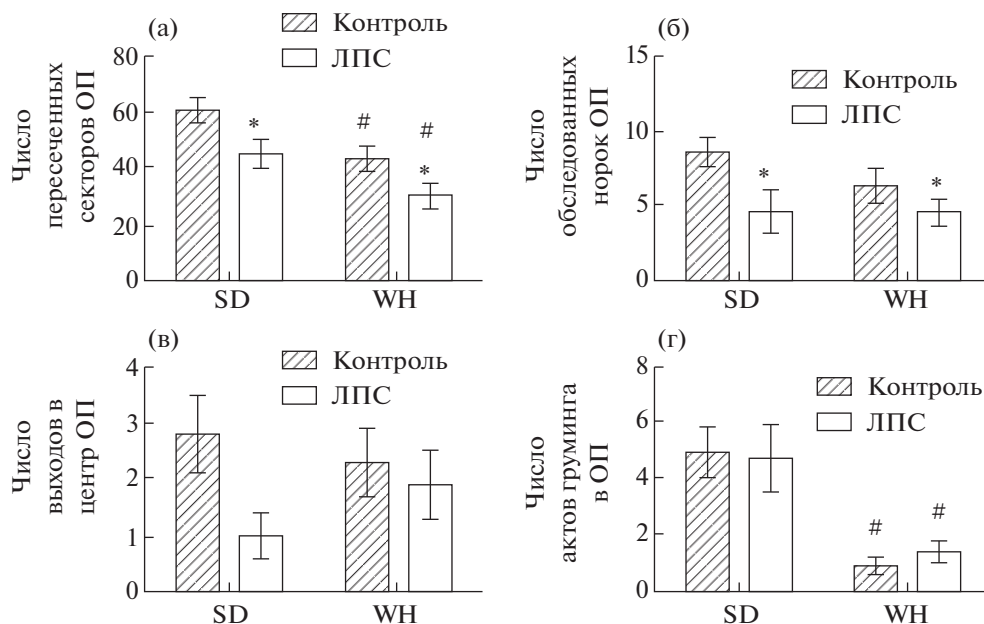 (а)
Контроль
ЛПС
Число
пересеченных
секторов ОП
80
60
40
20
0
*
#
#
*
SD
WH
(б)
Контроль
ЛПС
Число
обследованных
норок ОП
15
10
5
0
*
*
SD
WH
(в)
Контроль
ЛПС
Число
выходов в
центр ОП
4
3
2
1
0
SD
WH
(г)
Контроль
ЛПС
Число
актов груминга
в ОП
8
6
4
2
0
#
#
SD
WH